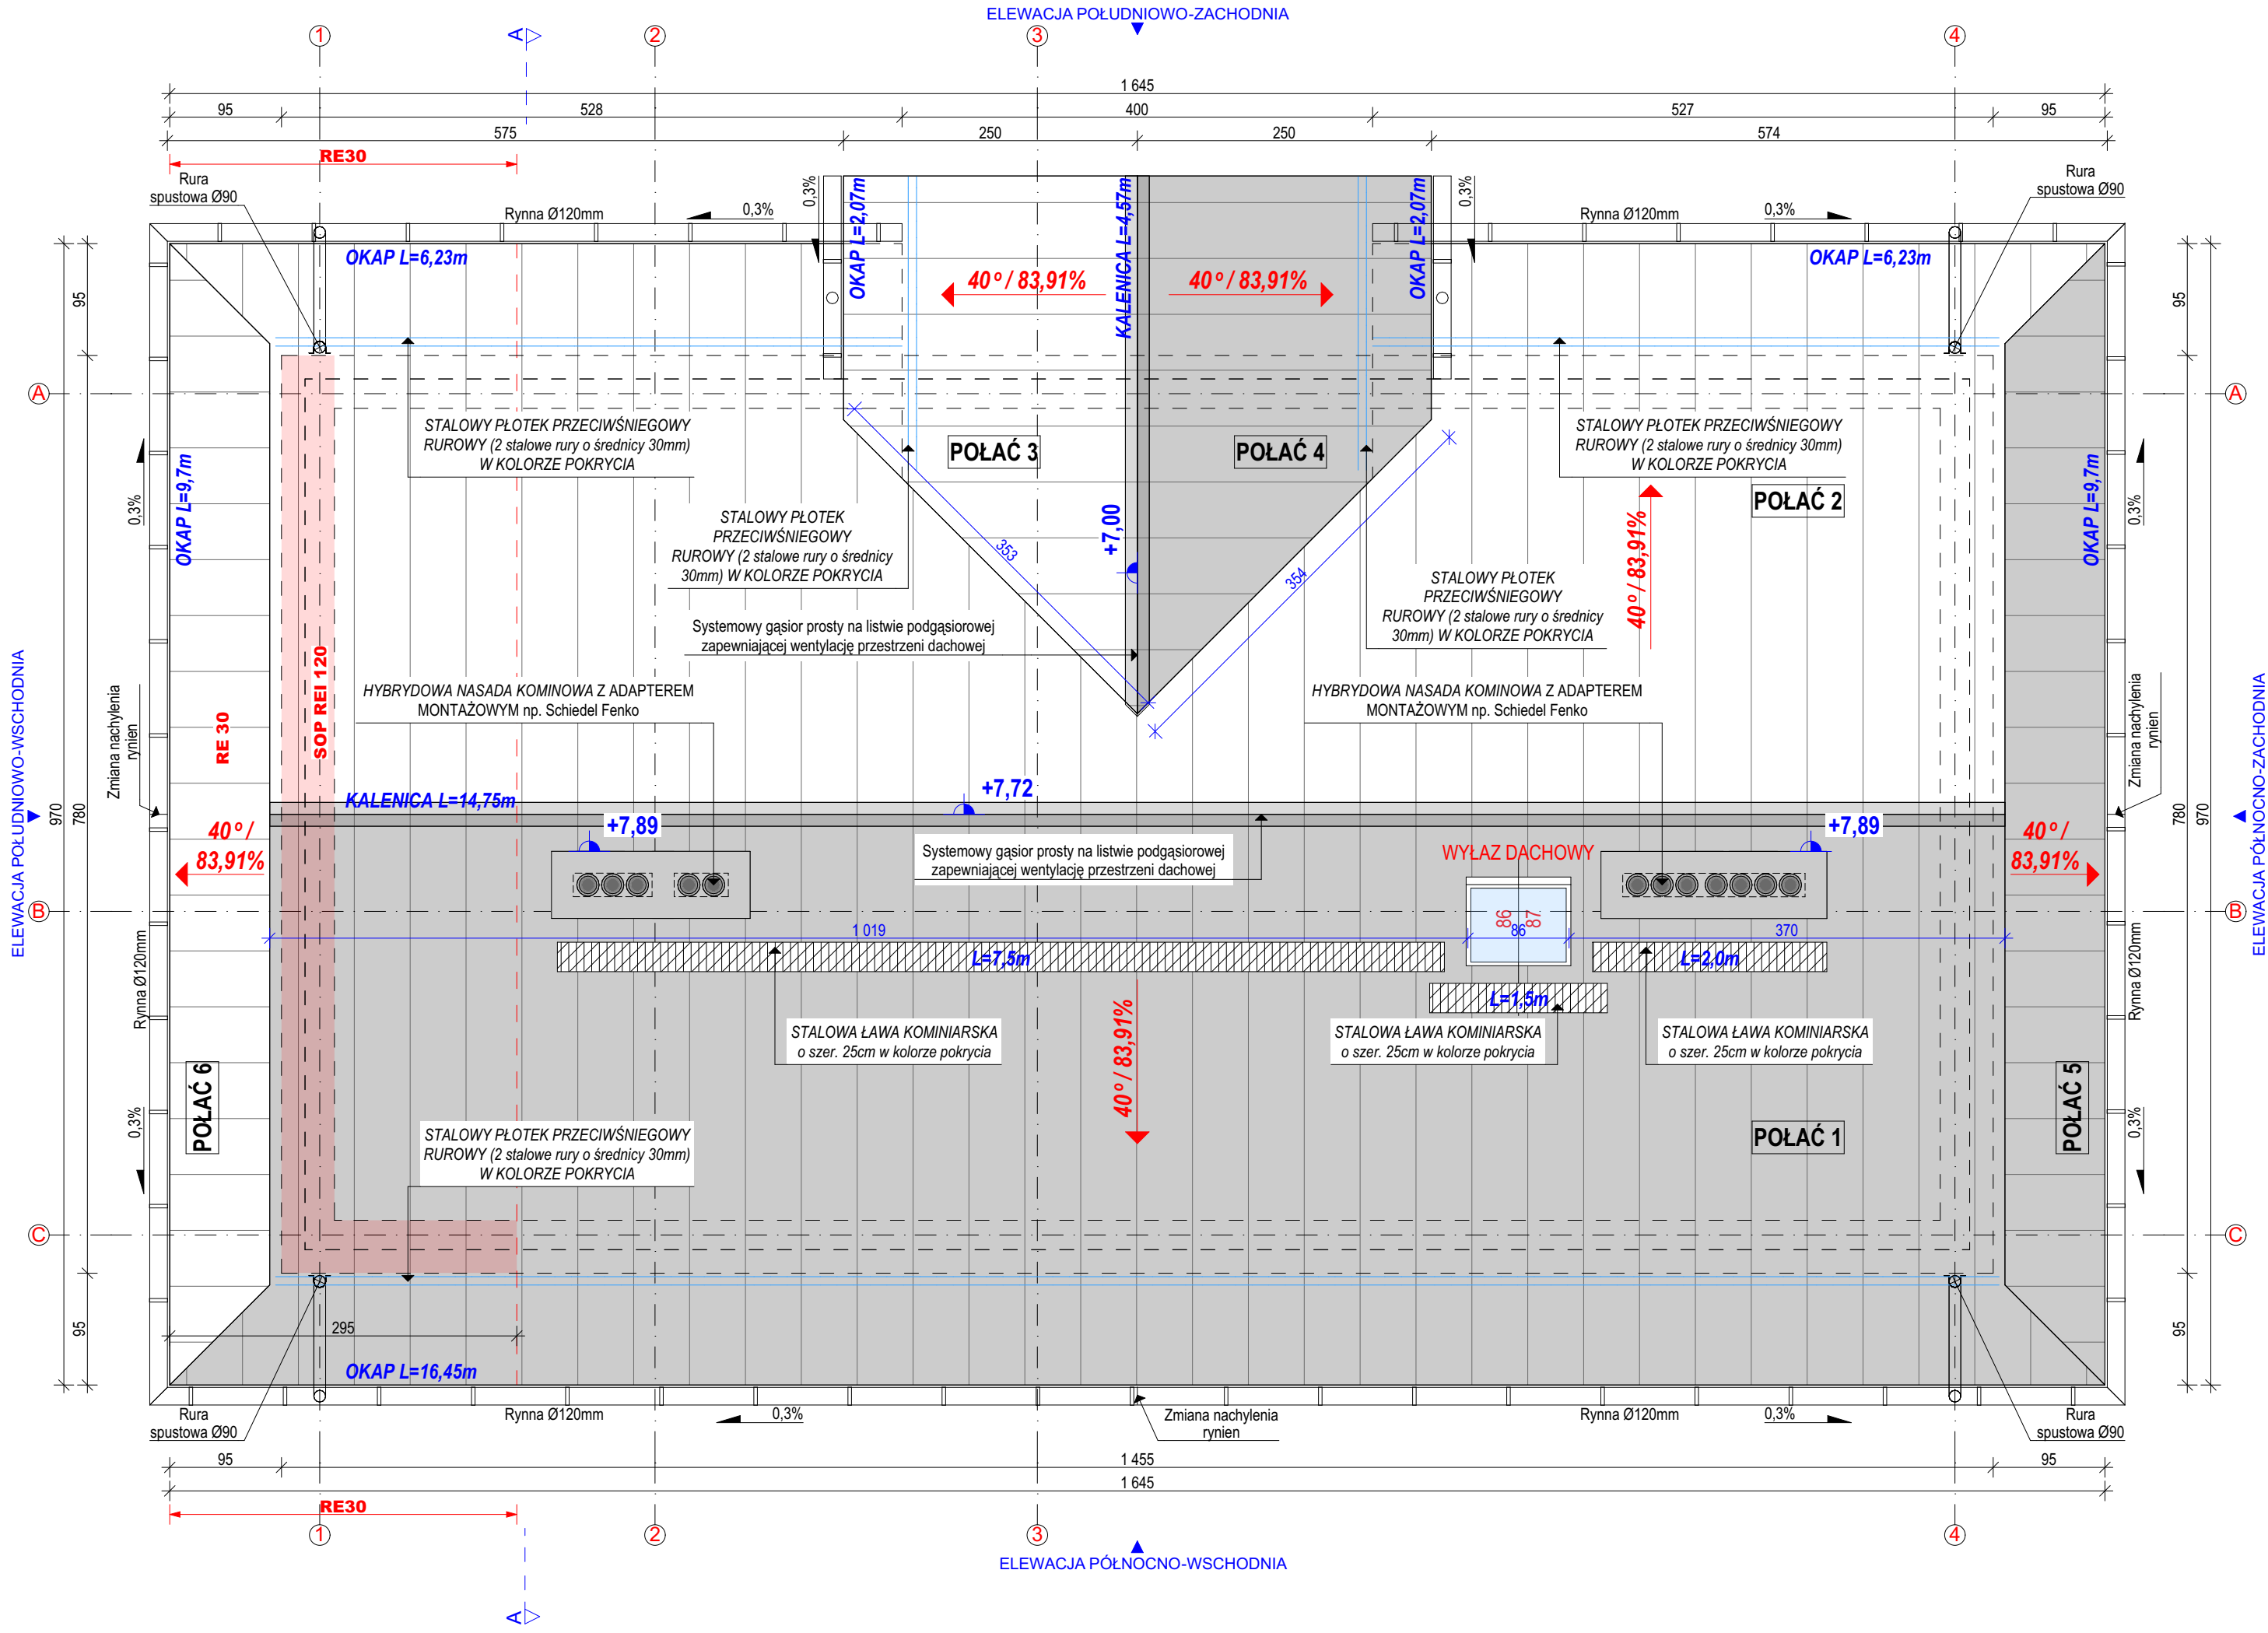 ELEWACJA POŁUDNIOWO-ZACHODNIA
1
A
2
3
4
1 645
95
528
400
527
95
575
250
250
574
RE30
Rura
spustowa Ø90
Rynna Ø120mm
0,3%
0,3%
OKAP L=2,07m
KALENICA L=4,57m
OKAP L=2,07m
0,3%
Rynna Ø120mm
0,3%
Rura
spustowa Ø90
OKAP L=6,23m
40º / 83,91%
40º / 83,91%
OKAP L=6,23m
95
95
A
A
STALOWY PŁOTEK PRZECIWŚNIEGOWY
RUROWY (2 stalowe rury o średnicy 30mm)
W KOLORZE POKRYCIA
POŁAĆ 3
POŁAĆ 4
STALOWY PŁOTEK PRZECIWŚNIEGOWY
RUROWY (2 stalowe rury o średnicy 30mm)
W KOLORZE POKRYCIA
POŁAĆ 2
0,3%
OKAP L=9,7m
OKAP L=9,7m
0,3%
STALOWY PŁOTEK
PRZECIWŚNIEGOWY
RUROWY (2 stalowe rury o średnicy
30mm) W KOLORZE POKRYCIA
353
+7,00
354
40º / 83,91%
STALOWY PŁOTEK
PRZECIWŚNIEGOWY
RUROWY (2 stalowe rury o średnicy
30mm) W KOLORZE POKRYCIA
Systemowy gąsior prosty na listwie podgąsiorowej
zapewniającej wentylację przestrzeni dachowej
RE 30
SOP REI 120
HYBRYDOWA NASADA KOMINOWA Z ADAPTEREM
MONTAŻOWYM np. Schiedel Fenko
HYBRYDOWA NASADA KOMINOWA Z ADAPTEREM
MONTAŻOWYM np. Schiedel Fenko
ELEWACJA POŁUDNIOWO-WSCHODNIA
970
780
Zmiana nachylenia
rynien
Zmiana nachylenia
rynien
780
970
ELEWACJA PÓŁNOCNO-ZACHODNIA
KALENICA L=14,75m
+7,72
40º /
83,91%
+7,89
+7,89
40º /
83,91%
Systemowy gąsior prosty na listwie podgąsiorowej
zapewniającej wentylację przestrzeni dachowej
WYŁAZ DACHOWY
B
B
86
87
1 019
86
370
L=7,5m
L=2,0m
L=1,5m
Rynna Ø120mm
Rynna Ø120mm
STALOWA ŁAWA KOMINIARSKA
o szer. 25cm w kolorze pokrycia
40º / 83,91%
STALOWA ŁAWA KOMINIARSKA
o szer. 25cm w kolorze pokrycia
STALOWA ŁAWA KOMINIARSKA
o szer. 25cm w kolorze pokrycia
POŁAĆ 6
0,3%
STALOWY PŁOTEK PRZECIWŚNIEGOWY
RUROWY (2 stalowe rury o średnicy 30mm)
W KOLORZE POKRYCIA
POŁAĆ 1
POŁAĆ 5
0,3%
C
C
95
295
95
OKAP L=16,45m
Rura
spustowa Ø90
Rynna Ø120mm
0,3%
Zmiana nachylenia
rynien
Rynna Ø120mm
0,3%
Rura
spustowa Ø90
95
1 455
95
1 645
RE30
1
2
3
4
ELEWACJA PÓŁNOCNO-WSCHODNIA
A